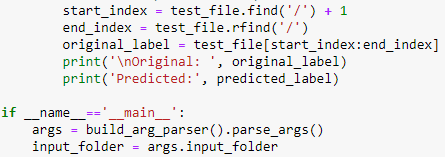 start_index = test_file.find('/') + 1
end_index = test_file.rfind('/')
original_label = test_file[start_index:end_index]
print('\nOriginal: ', original_label)
print('Predicted:', predicted_label)
if __name__=='__main__':
args = build_arg_parser().parse_args()
input_folder = args.input_folder